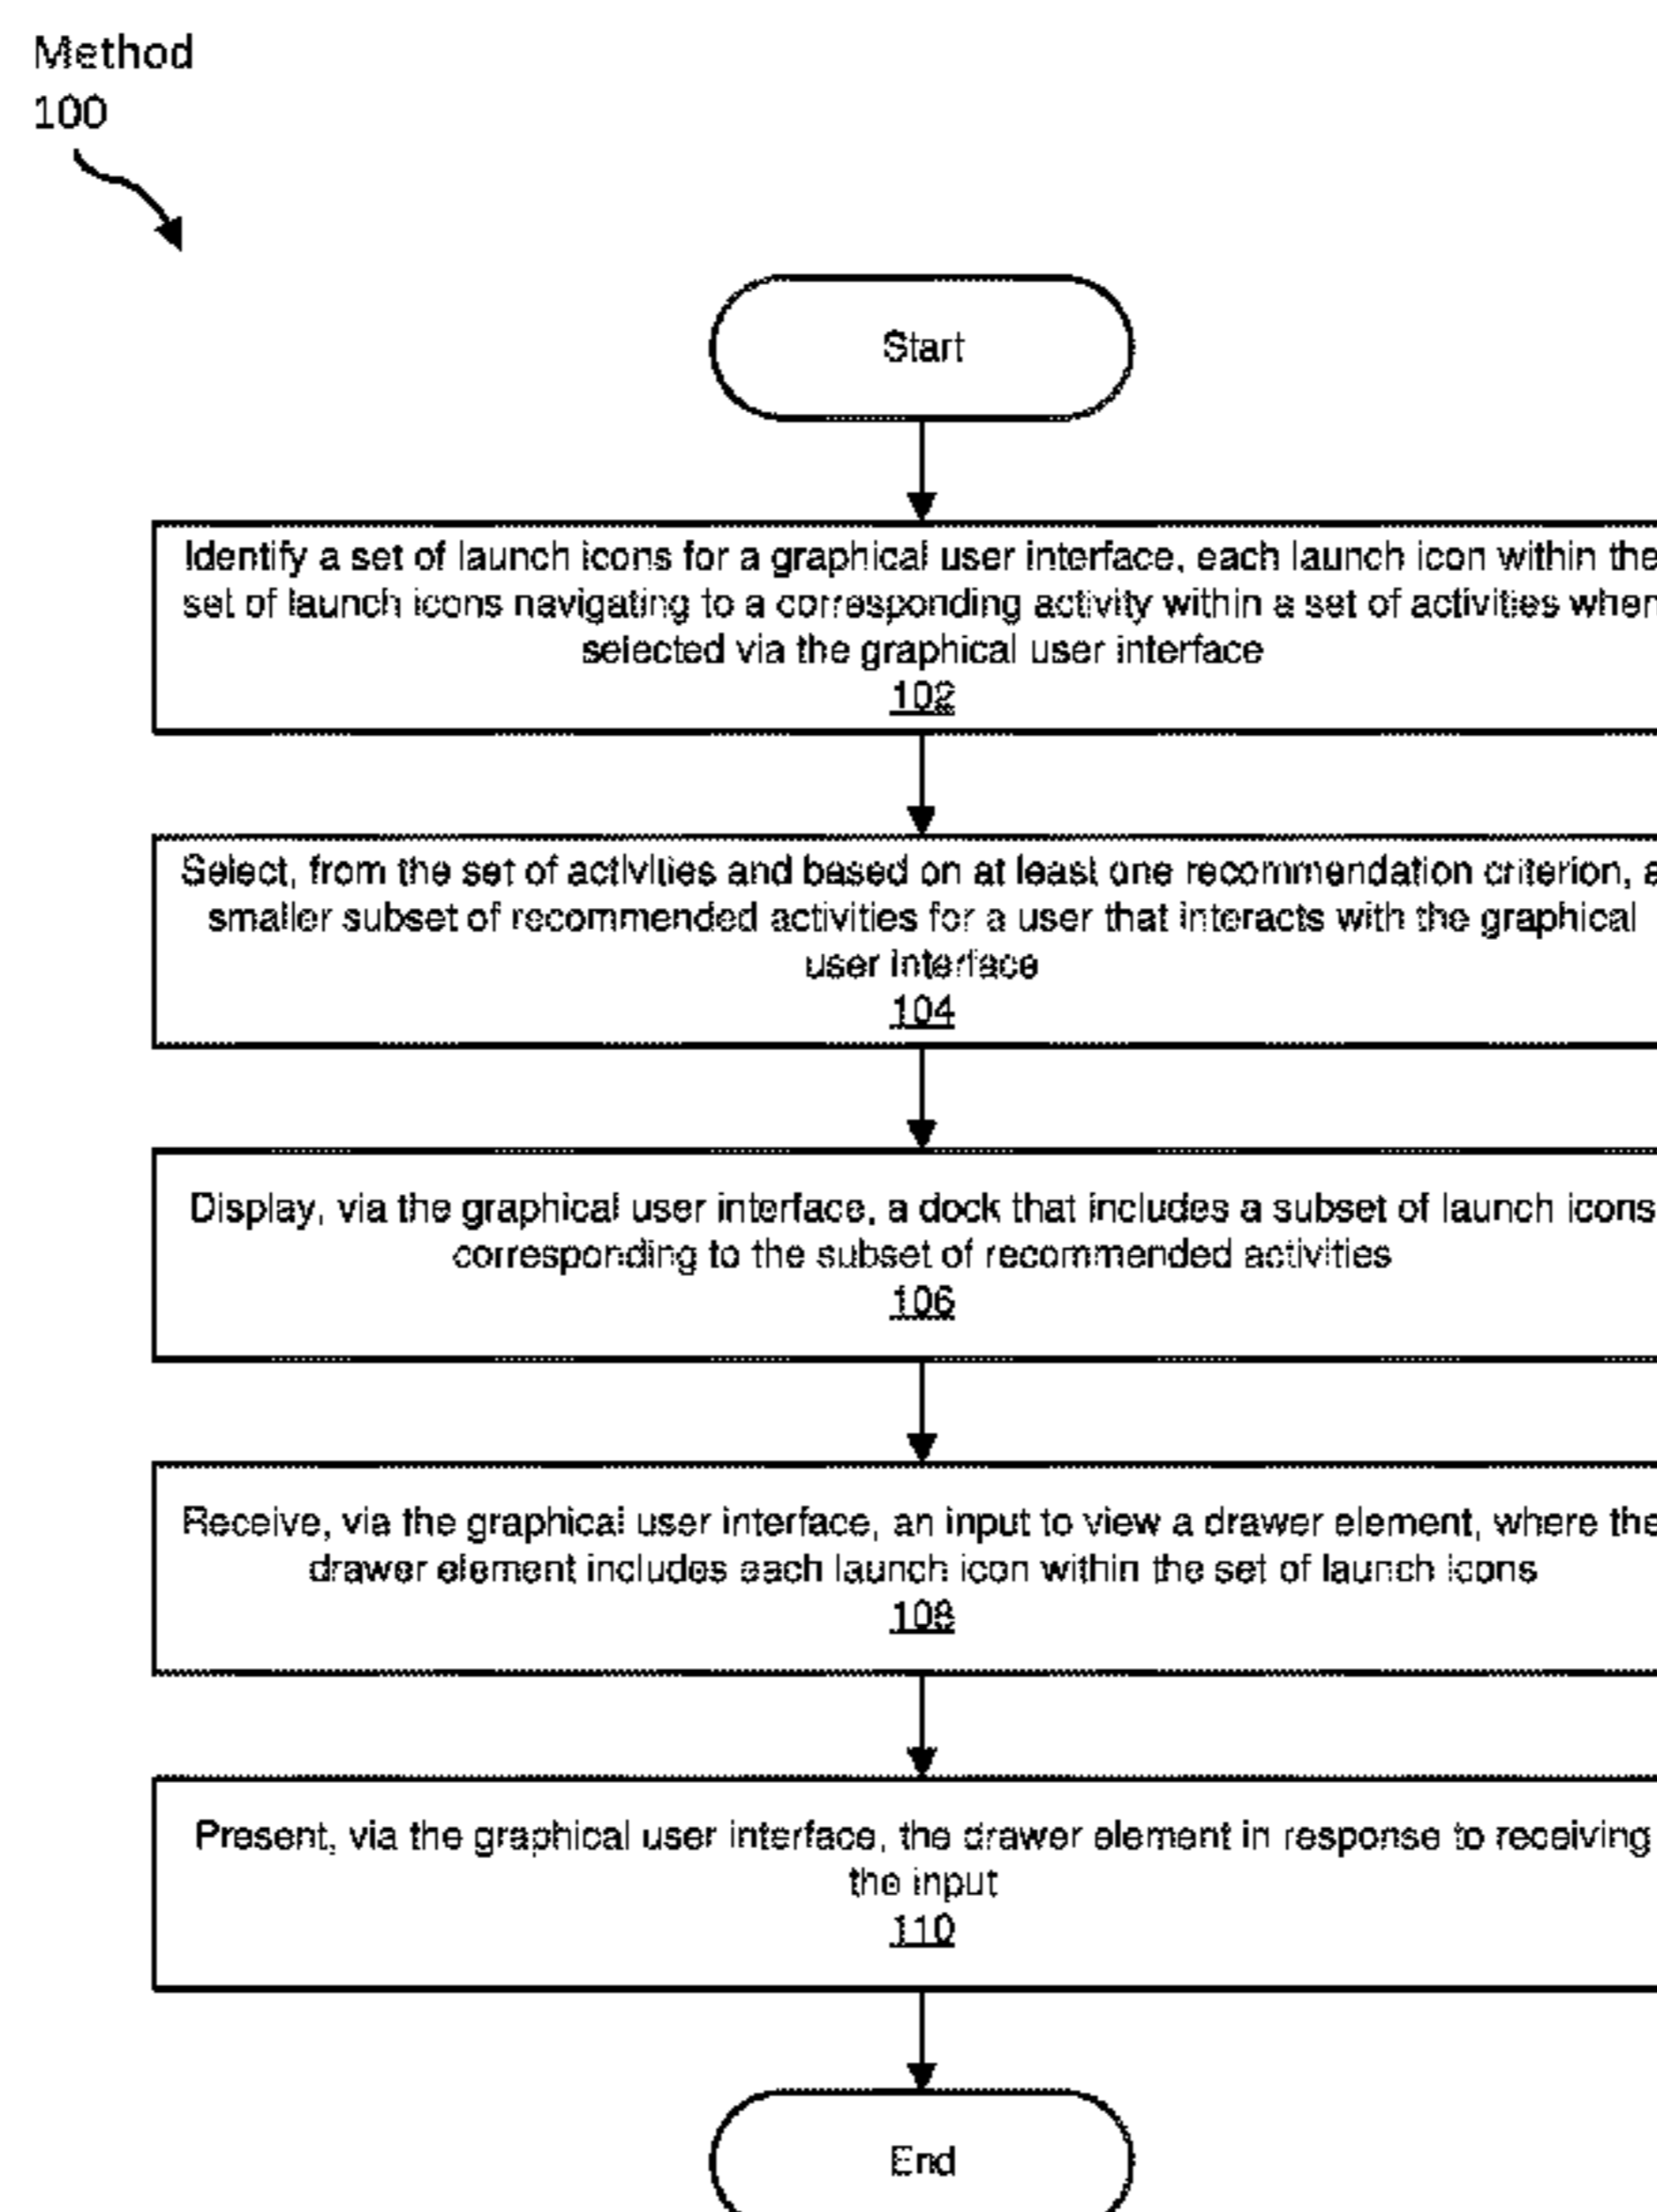 Method
100
Start
Identify a set of launch icons for a graphical user interface, each launch icon within the
set of launch icons navigating to a corresponding activity within a set of activities when
selected via the graphical user interface
102
Select, from the set of activities and based on at least one recommendation criterion, a
smaller subset of recommended activities for a user that interacts with the graphical
user interface
104
Display, via the graphical user interface, a dock that includes a subset of launch icons
corresponding to the subset of recommended activities
106
Receive, via the graphical user interface, an input to view a drawer element, where the
drawer element includes each launch icon within the set of launch icons
108
Present, via the graphical user interface, the drawer element in response to receiving
the input
110
End